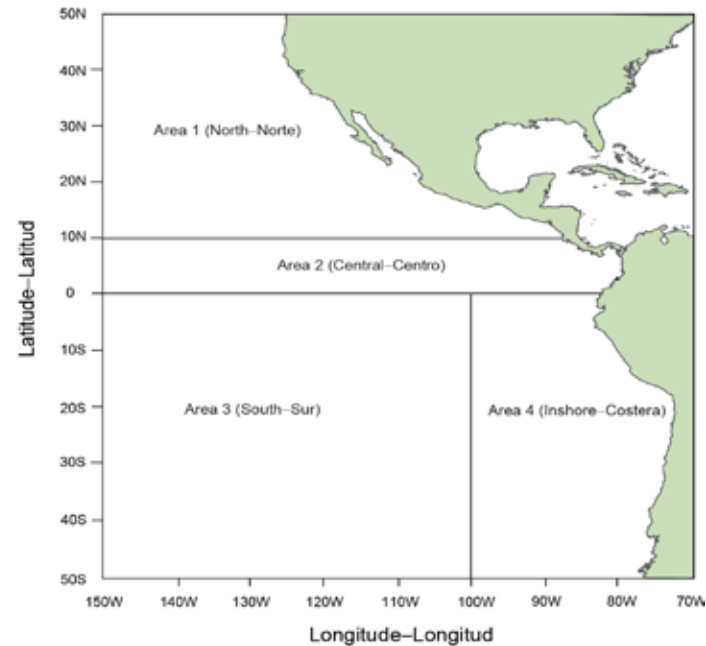 50N
40N
Area 1 (North–Norte)
30N
20N
10N
Area 2 (Central–Centro)
0
10S
Area 3 (South–Sur)
Area 4 (Inshore–Costera)
20S
30S
40S
50S
Latitude–Latitud
150W 140W 130W 120W 110W 100W 90W 80W 70W
Longitude–Longitud